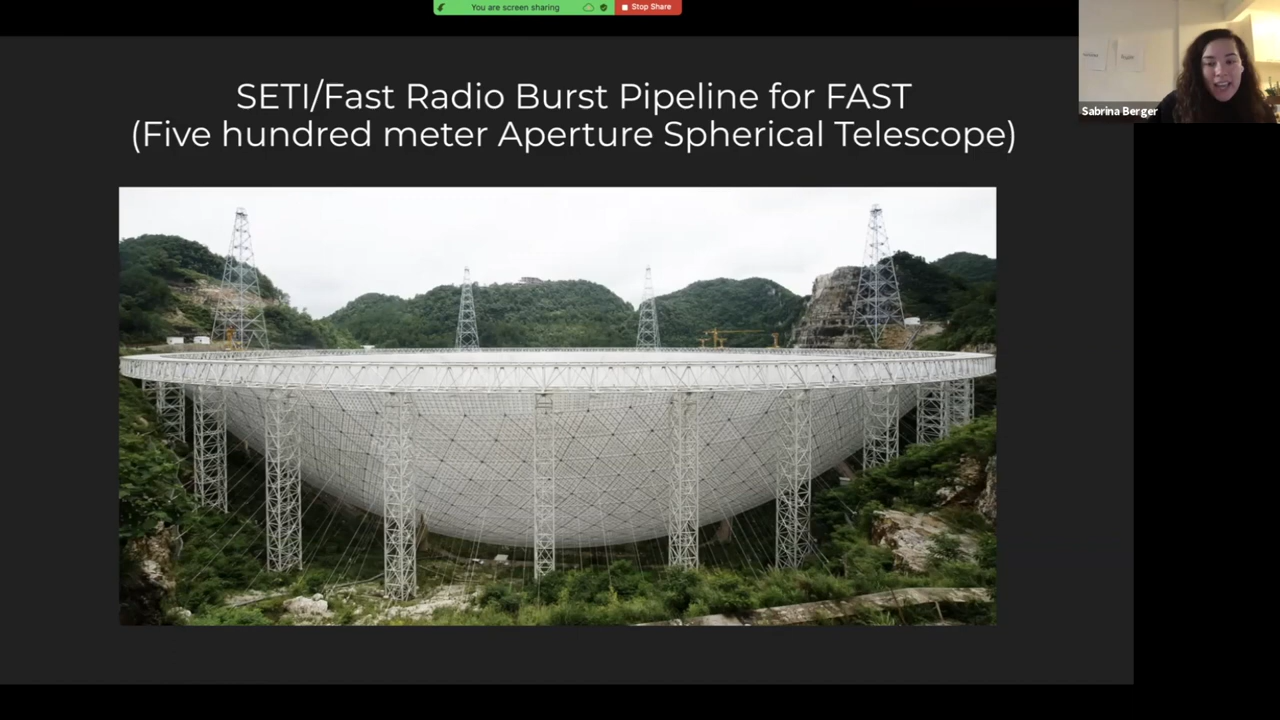 You are screen sharing
Stop Share
SETI/Fast Radio Burst Pipeline for FAST
(Five hundred meter Aperture Spherical Telescope)
Sabrina Berger